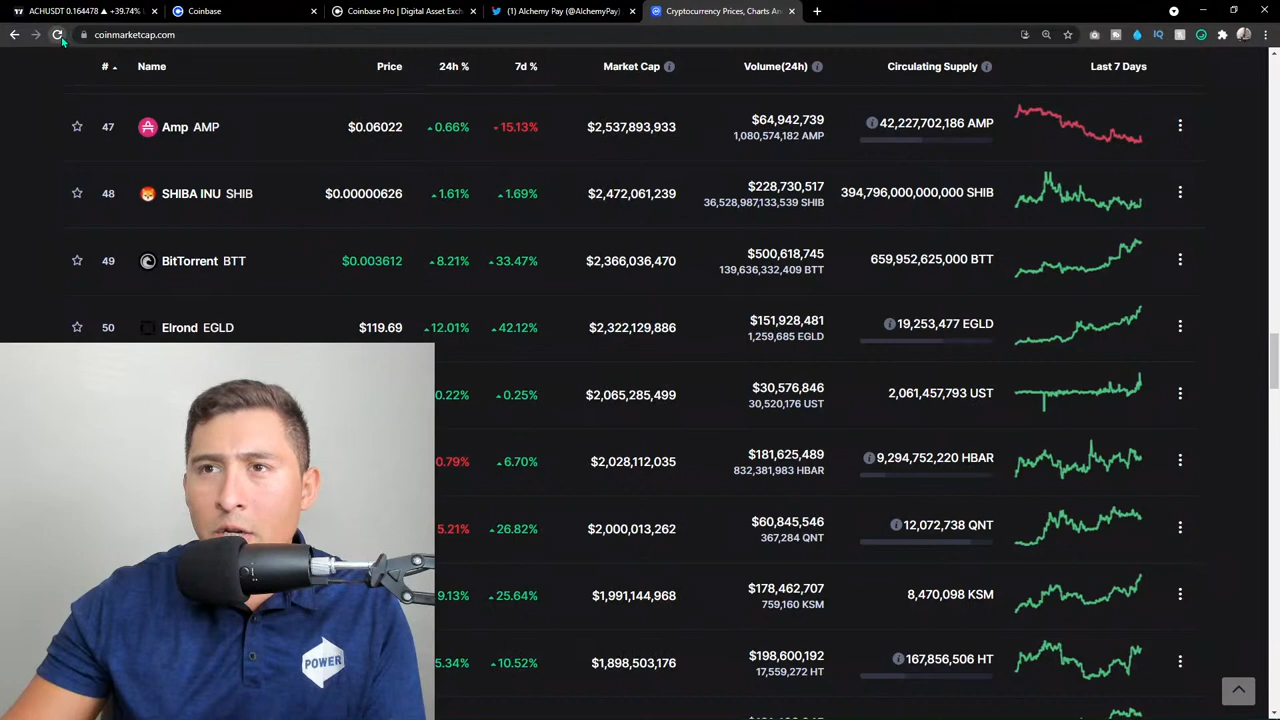 ACHUSDT 0.164478 ▲ +39.74%
Coinbase
Coinbase Pro | Digital Asset Exc
(1) Alchemy Pay (@AlchemyPay)
Cryptocurrency Prices, Charts An
coinmarketcap.com
# Name Price 24h % 7d % Market Cap Volume(24h) Circulating Supply Last 7 Days
47 Amp AMP $0.06022 0.66% 15.13% $2,537,893,933 $64,942,739 42,227,702,186 AMP
1,080,574,182 AMP
48 SHIBA INU SHIB $0.00000626 1.61% 1.69% $2,472,061,239 $228,730,517 394,796,000,000,000 SHIB
36,528,987,133,539 SHIB
49 BitTorrent BTT $0.003612 8.21% 33.47% $2,366,036,470 $500,618,745 659,952,625,000 BTT
139,636,332,409 BTT
50 Elrond EGLD $119.69 12.01% 42.12% $2,322,129,886 $151,928,481 19,253,477 EGLD
1,259,685 EGLD
0.22% 0.25% $2,065,285,499 $30,576,846 2,061,457,793 UST
30,520,176 UST
0.79% 6.70% $2,028,112,035 $181,625,489 9,294,752,220 HBAR
832,381,983 HBAR
5.21% 26.82% $2,000,013,262 $60,845,546 12,072,738 QNT
367,284 QNT
9.13% 25.64% $1,991,144,968 $178,462,707 8,470,098 KSM
759,160 KSM
5.34% 10.52% $1,898,503,176 $198,600,192 167,856,506 HT
17,559,272 HT
POWER